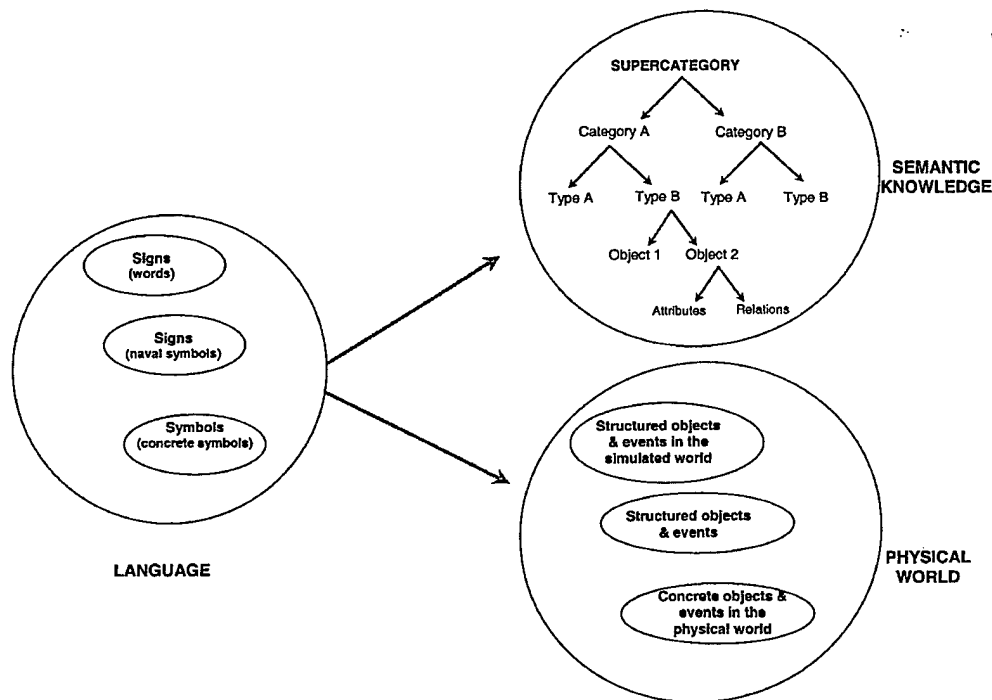 Signs
(words)
Signs
(naval symbols)
Symbols
(concrete symbols)
LANGUAGE
SUPERCATEGORY
Category A Category B
Type A Type B Type A Type B
Object 1 Object 2
Attributes Relations
SEMANTIC
KNOWLEDGE
Structured objects
& events in the
simulated world
Structured objects
& events
Concrete objects &
events in the
physical world
PHYSICAL
WORLD